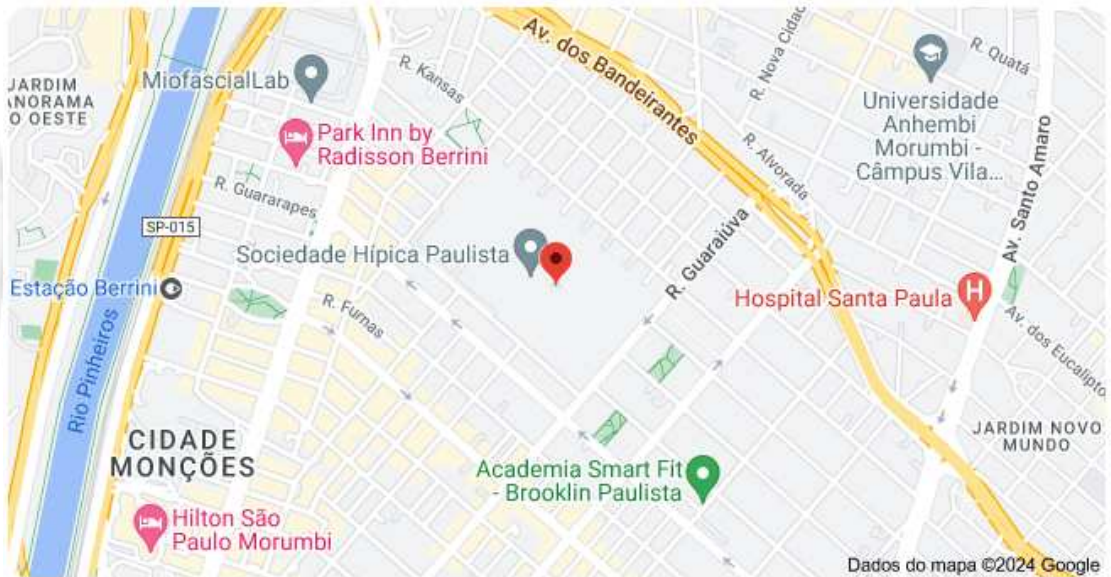 Av. dos Bandeirantes
R. Quatá
R. Nova Cidad
R. Kansas
MiofascialLab
JARDIM
ANORAMA
O OESTE
Universidade
Anhembi
Morumbi -
Câmpus Vila...
Park Inn by
Radisson Berrini
R. Alvorada
Av. Santo Amaro
R. Guararapes
SP-015
R. Guaraiúva
Sociedade Hípica Paulista
Estação Berrini
Hospital Santa Paula
H
R. Furnas
Av. dos Eucalipto
Rio Pinheiros
CIDADE
MONÇÕES
JARDIM NOVO
MUNDO
Academia Smart Fit
- Brooklin Paulista
Hilton São
Paulo Morumbi
Dados do mapa ©2024 Google